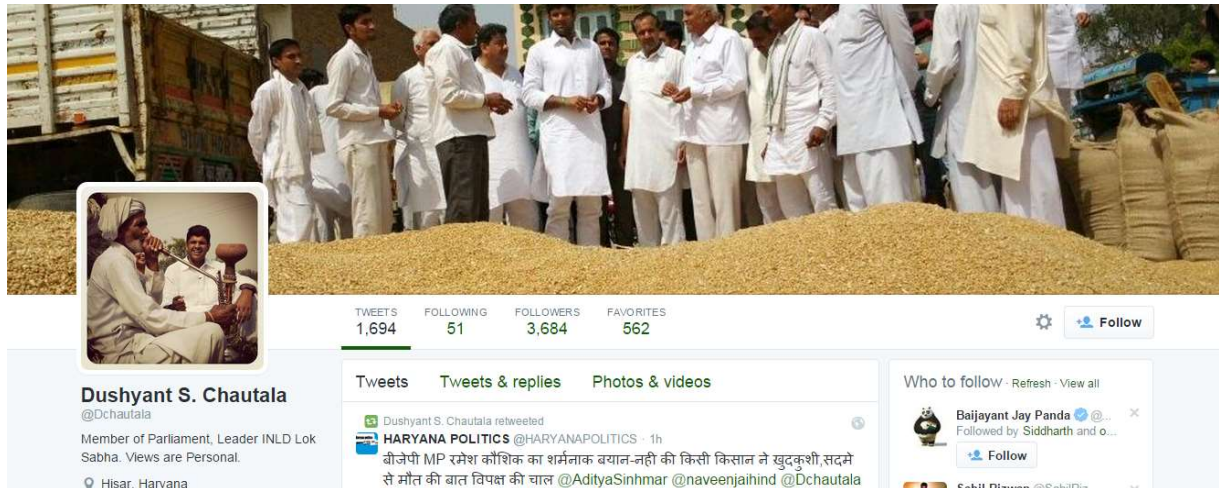 TWEETS FOLLOWING FOLLOWERS FAVORITES
1,694 51 3,684 562
Follow
Dushyant S. Chautala
@Dchautala
Member of Parliament, Leader INLD Lok
Sabha. Views are Personal.
Hisar, Haryana
Tweets Tweets & replies Photos & videos
Dushyant S. Chautala retweeted
HARYANA POLITICS @HARYANAPOLITICS · 1h
बीजेपी MP रमेश कौशिक का शर्मनाक बयान-नही की किसी किसान ने खुदकुशी,सदमे
से मौत की बात विपक्ष की चाल @AdityaSinhmar @naveenjaihind @Dchautala
Who to follow · Refresh · View all
Baijayant Jay Panda @...
Followed by Siddharth and o...
Follow